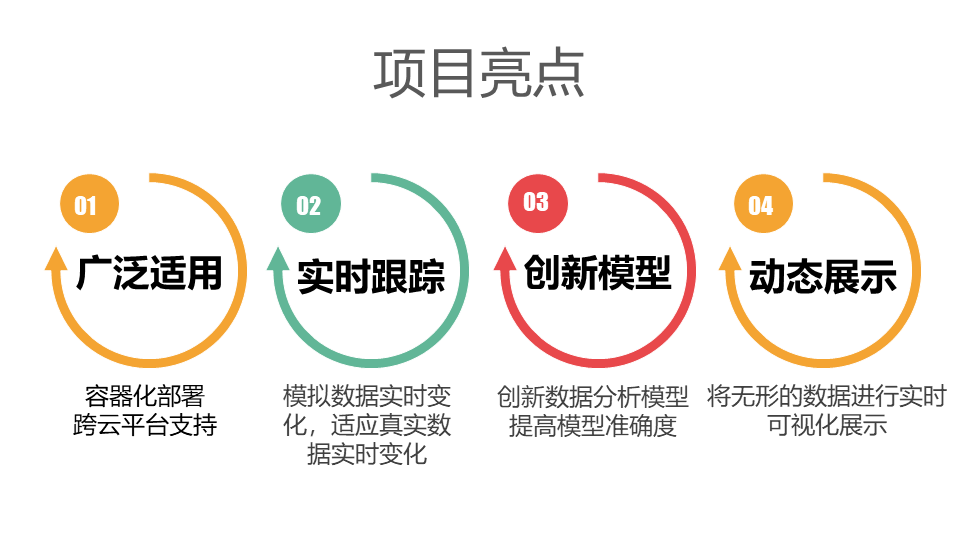 项目亮点
01
广泛适用
容器化部署
跨云平台支持
02
实时跟踪
模拟数据实时变
化，适应真实数
据实时变化
03
创新模型
创新数据分析模型
提高模型准确度
04
动态展示
将无形的数据进行实时
可视化展示